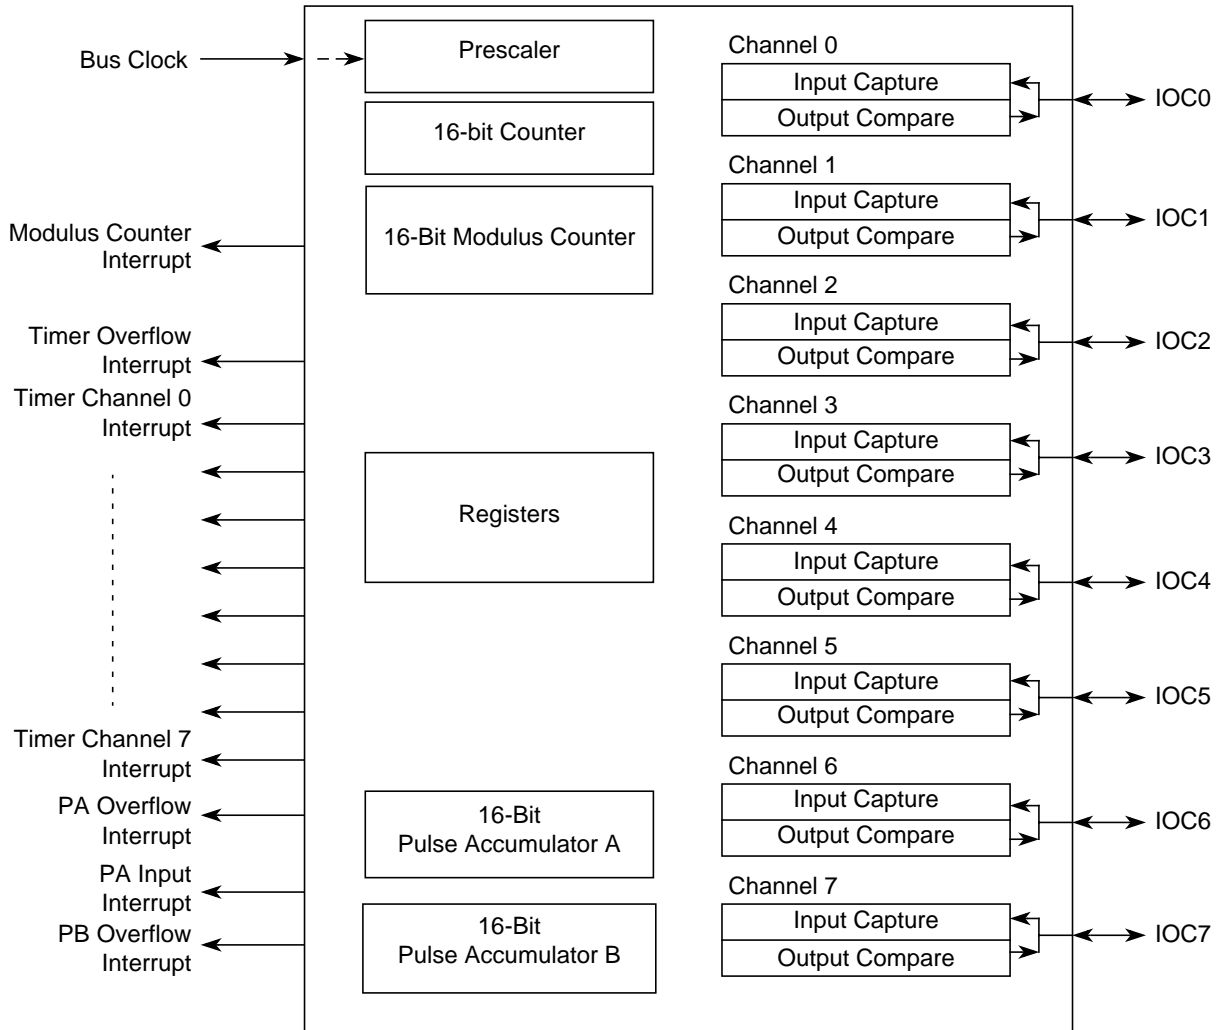 Bus Clock
Modulus Counter
Interrupt
Timer Overflow
Interrupt
Timer Channel 0
Interrupt
Timer Channel 7
Interrupt
PA Overflow
Interrupt
PA Input
Interrupt
PB Overflow
Interrupt
Prescaler
16-bit Counter
16-Bit Modulus Counter
Registers
16-Bit
Pulse Accumulator A
16-Bit
Pulse Accumulator B
Channel 0
Input Capture
Output Compare
IOC0
Channel 1
Input Capture
Output Compare
IOC1
Channel 2
Input Capture
Output Compare
IOC2
Channel 3
Input Capture
Output Compare
IOC3
Channel 4
Input Capture
Output Compare
IOC4
Channel 5
Input Capture
Output Compare
IOC5
Channel 6
Input Capture
Output Compare
IOC6
Channel 7
Input Capture
Output Compare
IOC7